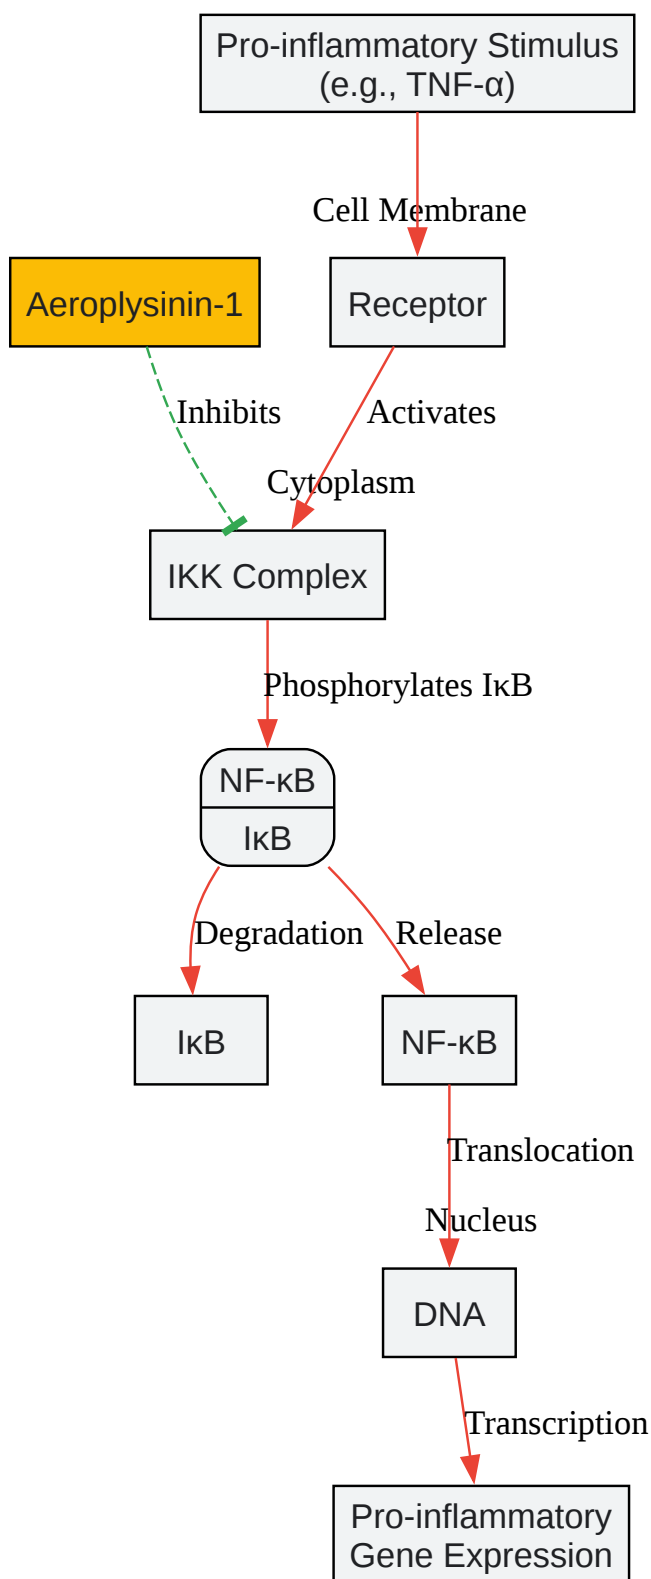 Pro-inflammatory Stimulus
(e.g., TNF-α)
Cell Membrane
Aeroplysinin-1
Receptor
Inhibits
Activates
Cytoplasm
IKK Complex
Phosphorylates IκB
NF-κB
IκB
Degradation
Release
IκB
NF-κB
Translocation
Nucleus
DNA
Transcription
Pro-inflammatory
Gene Expression